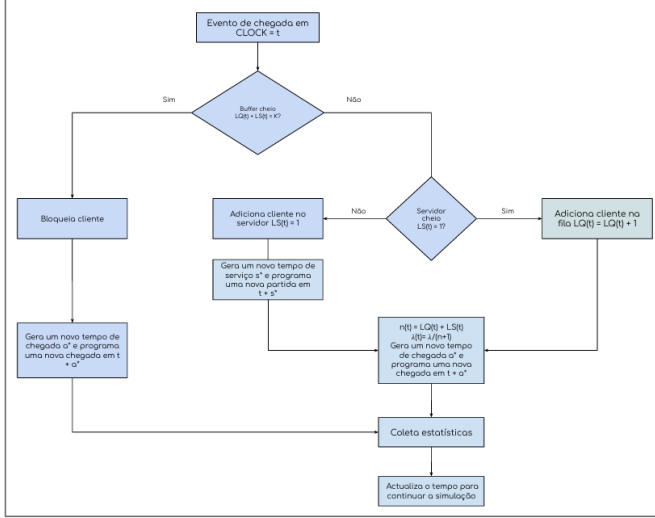 Evento de chegada em
CLOCK = t
Sim
Não
Buffer cheio
LQ(t) + LS(t) = K?
Bloqueia cliente
Adiciona cliente no
servidor LS(t) = 1
Não
Servidor
cheio
LS(t) = 1?
Sim
Adiciona cliente na
fila LQ(t) = LQ(t) + 1
Gera um novo tempo de
serviço s* e programa
uma nova partida em
t + s*
Gera um novo tempo de
chegada a* e programa
uma nova chegada em t
+ a*
n(t) = LQ(t) + LS(t)
λ(t)= λ/(n+1)
Gera um novo tempo
de chegada a* e
programa uma nova
chegada em t + a*
Coleta estatísticas
Actualiza o tempo para
continuar a simulação